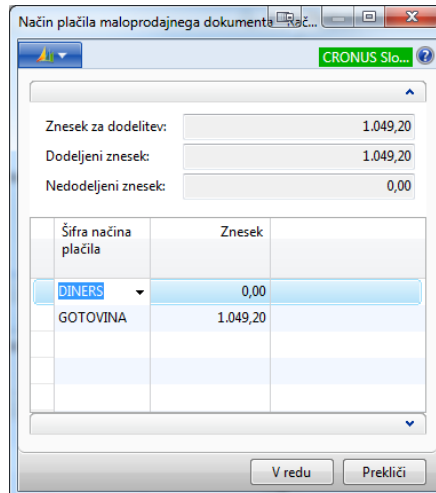 Način plačila maloprodajnega dokumenta Rač...
CRONUS Slo...
Znesek za dodelitev: 1.049,20
Dodeljeni znesek: 1.049,20
Nedodeljeni znesek: 0,00
Šifra načina plačila Znesek
DINERS 0,00
GOTOVINA 1.049,20
V redu Prekliči